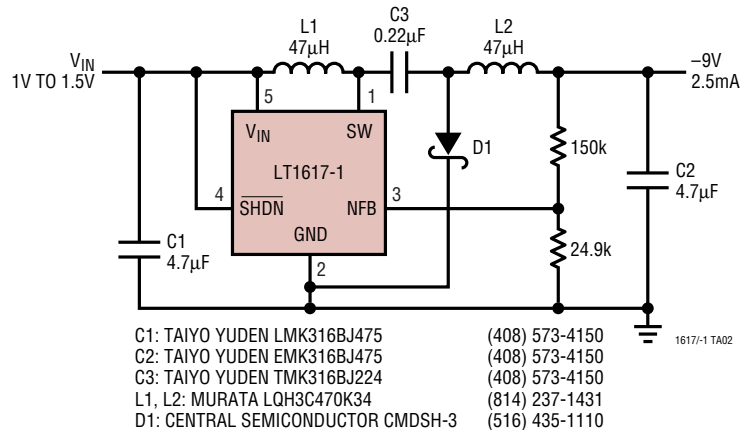 C3
0.22µF
L1
47µH
L2
47µH
VIN
1V TO 1.5V
–9V
2.5mA
5
1
VIN
SW
D1
150k
LT1617-1
C2
4.7µF
4
SHDN
NFB
3
GND
C1
4.7µF
2
24.9k
1617/-1 TA02
C1: TAIYO YUDEN LMK316BJ475 (408) 573-4150
C2: TAIYO YUDEN EMK316BJ475 (408) 573-4150
C3: TAIYO YUDEN TMK316BJ224 (408) 573-4150
L1, L2: MURATA LQH3C470K34 (814) 237-1431
D1: CENTRAL SEMICONDUCTOR CMDSH-3 (516) 435-1110